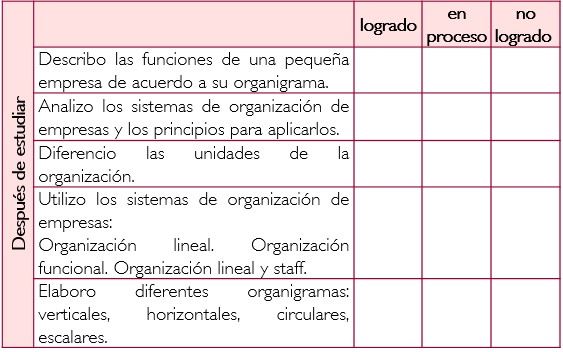 logrado
en
proceso
no
logrado
Después de estudiar
Describo las funciones de una pequeña
empresa de acuerdo a su organigrama.
Analizo los sistemas de organización de
empresas y los principios para aplicarlos.
Diferencio las unidades de la
organización.
Utilizo los sistemas de organización de
empresas:
Organización lineal. Organización
funcional. Organización lineal y staff.
Elaboro diferentes organigramas:
verticales, horizontales, circulares,
escalares.